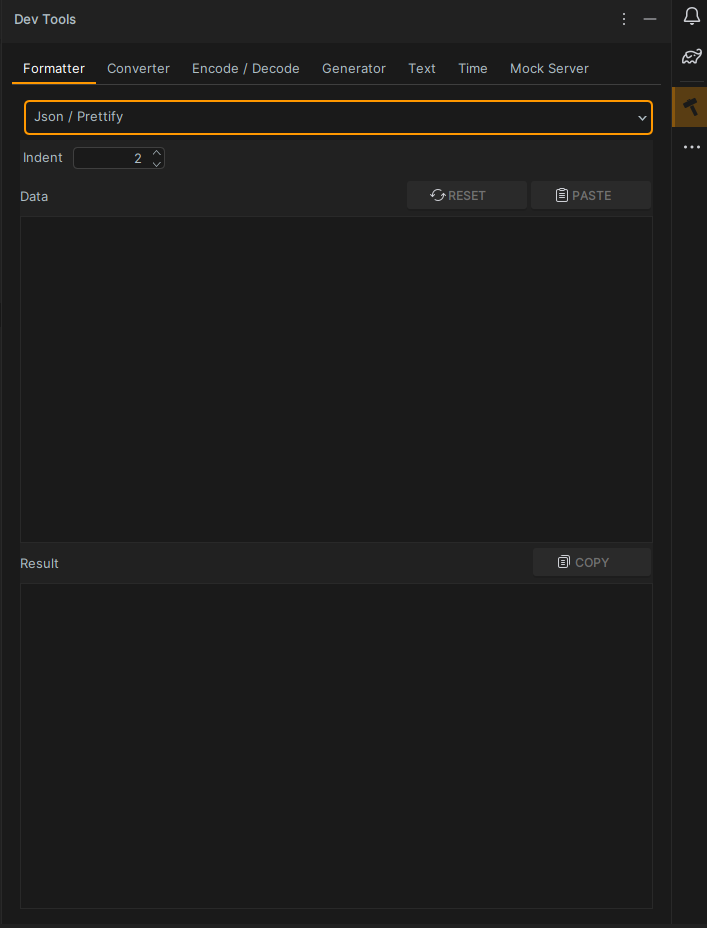 Dev Tools
Formatter Converter Encode / Decode Generator Text Time Mock Server
Json / Prettify
Indent 2
Data RESET PASTE
Result COPY